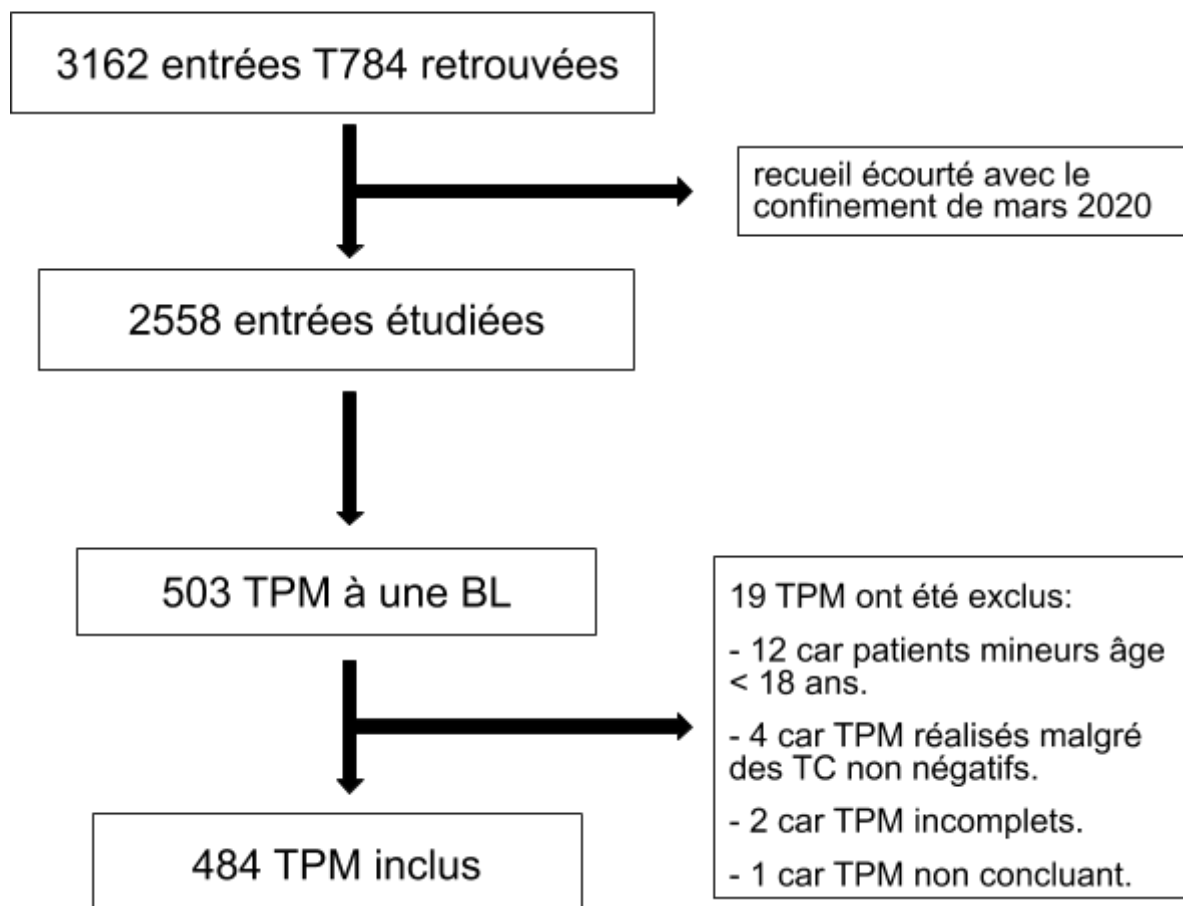 3162 entrées T784 retrouvées
recueil écourté avec le
confinement de mars 2020
2558 entrées étudiées
503 TPM à une BL
19 TPM ont été exclus:
- 12 car patients mineurs âge
< 18 ans.
- 4 car TPM réalisés malgré
des TC non négatifs.
- 2 car TPM incomplets.
- 1 car TPM non concluant.
484 TPM inclus